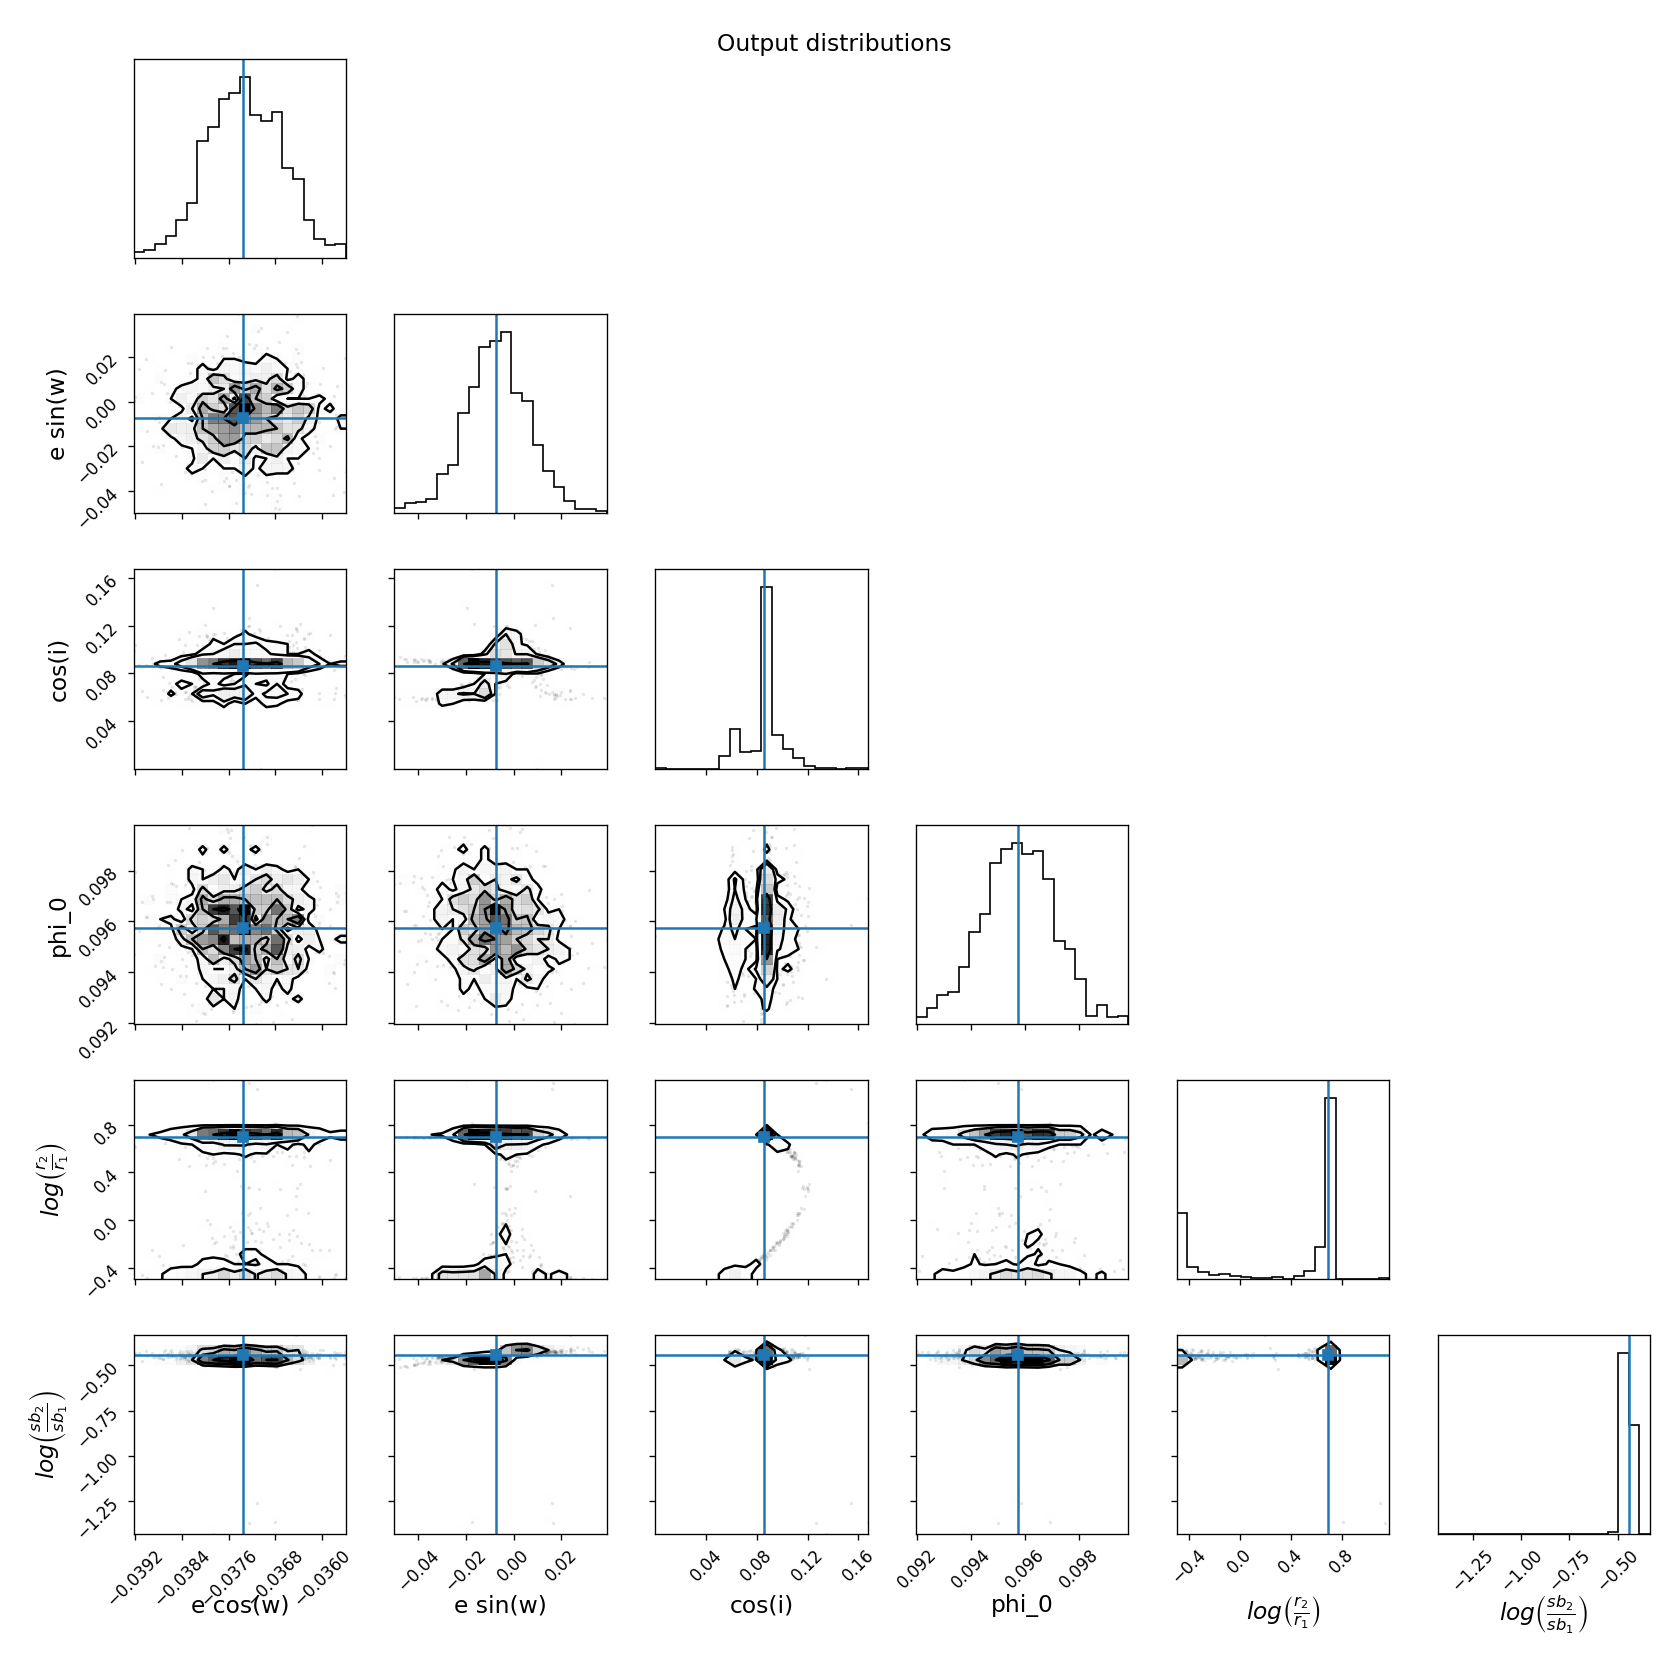 Output distributions
e sin(w)
0.02
0.00
−0.02
−0.04
cos(i)
0.16
0.12
0.08
0.04
phi_0
0.098
0.096
0.094
0.092
log(r₂/r₁)
0.8
0.4
0.0
−0.4
log(sb₂/sb₁)
−0.50
−0.75
−1.00
−1.25
−0.0392 −0.0384 −0.0376 −0.0368 −0.0360
e cos(w)
−0.04 −0.02 0.00 0.02
e sin(w)
0.04 0.08 0.12 0.16
cos(i)
0.092 0.094 0.096 0.098
phi_0
−0.4 0.0 0.4 0.8
log(r₂/r₁)
−1.25 −1.00 −0.75 −0.50
log(sb₂/sb₁)